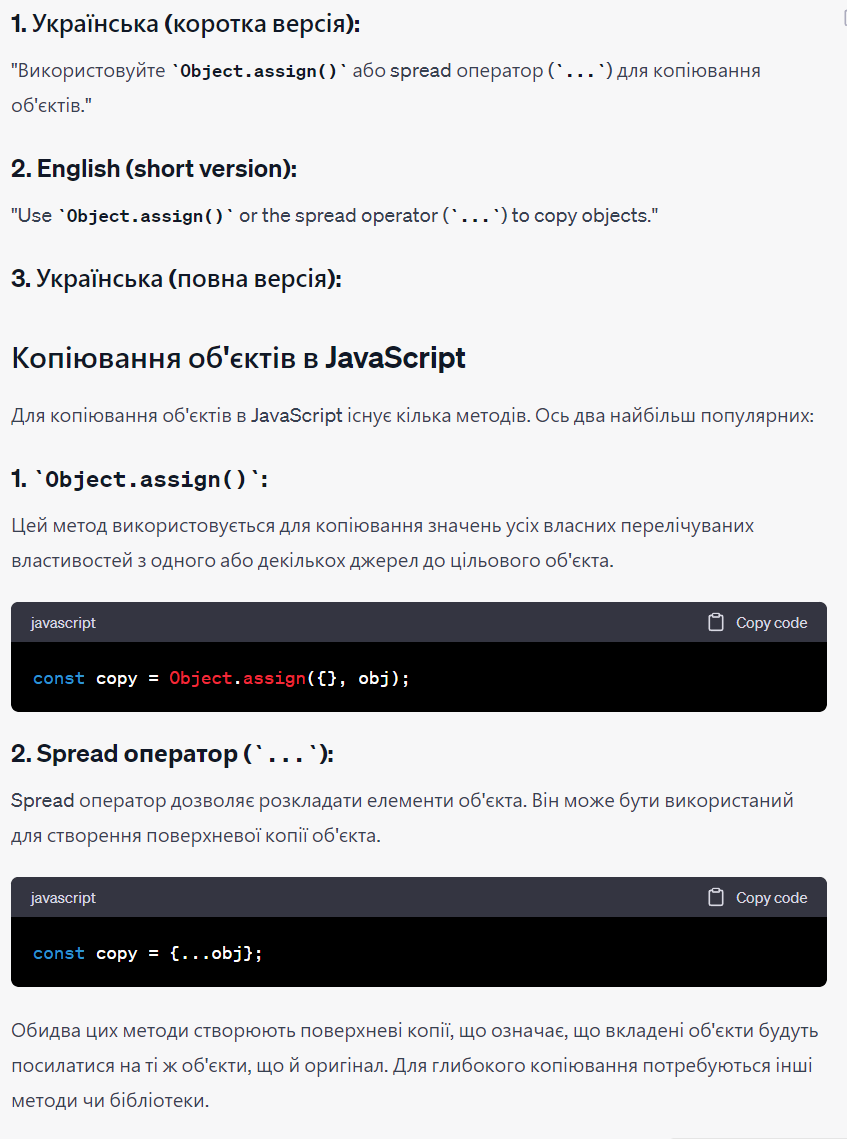 1. Українська (коротка версія):
"Використовуйте `Object.assign()` або spread оператор (`...`) для копіювання
об'єктів."
2. English (short version):
"Use `Object.assign()` or the spread operator (`...`) to copy objects."
3. Українська (повна версія):
Копіювання об'єктів в JavaScript
Для копіювання об'єктів в JavaScript існує кілька методів. Ось два найбільш популярних:
1. `Object.assign()`:
Цей метод використовується для копіювання значень усіх власних перелічуваних
властивостей з одного або декількох джерел до цільового об'єкта.
javascript Copy code
const copy = Object.assign({}, obj);
2. Spread оператор (`...`):
Spread оператор дозволяє розкладати елементи об'єкта. Він може бути використаний
для створення поверхневої копії об'єкта.
javascript Copy code
const copy = {...obj};
Обидва цих методи створюють поверхневі копії, що означає, що вкладені об'єкти будуть
посилатися на ті ж об'єкти, що й оригінал. Для глибокого копіювання потребуються інші
методи чи бібліотеки.